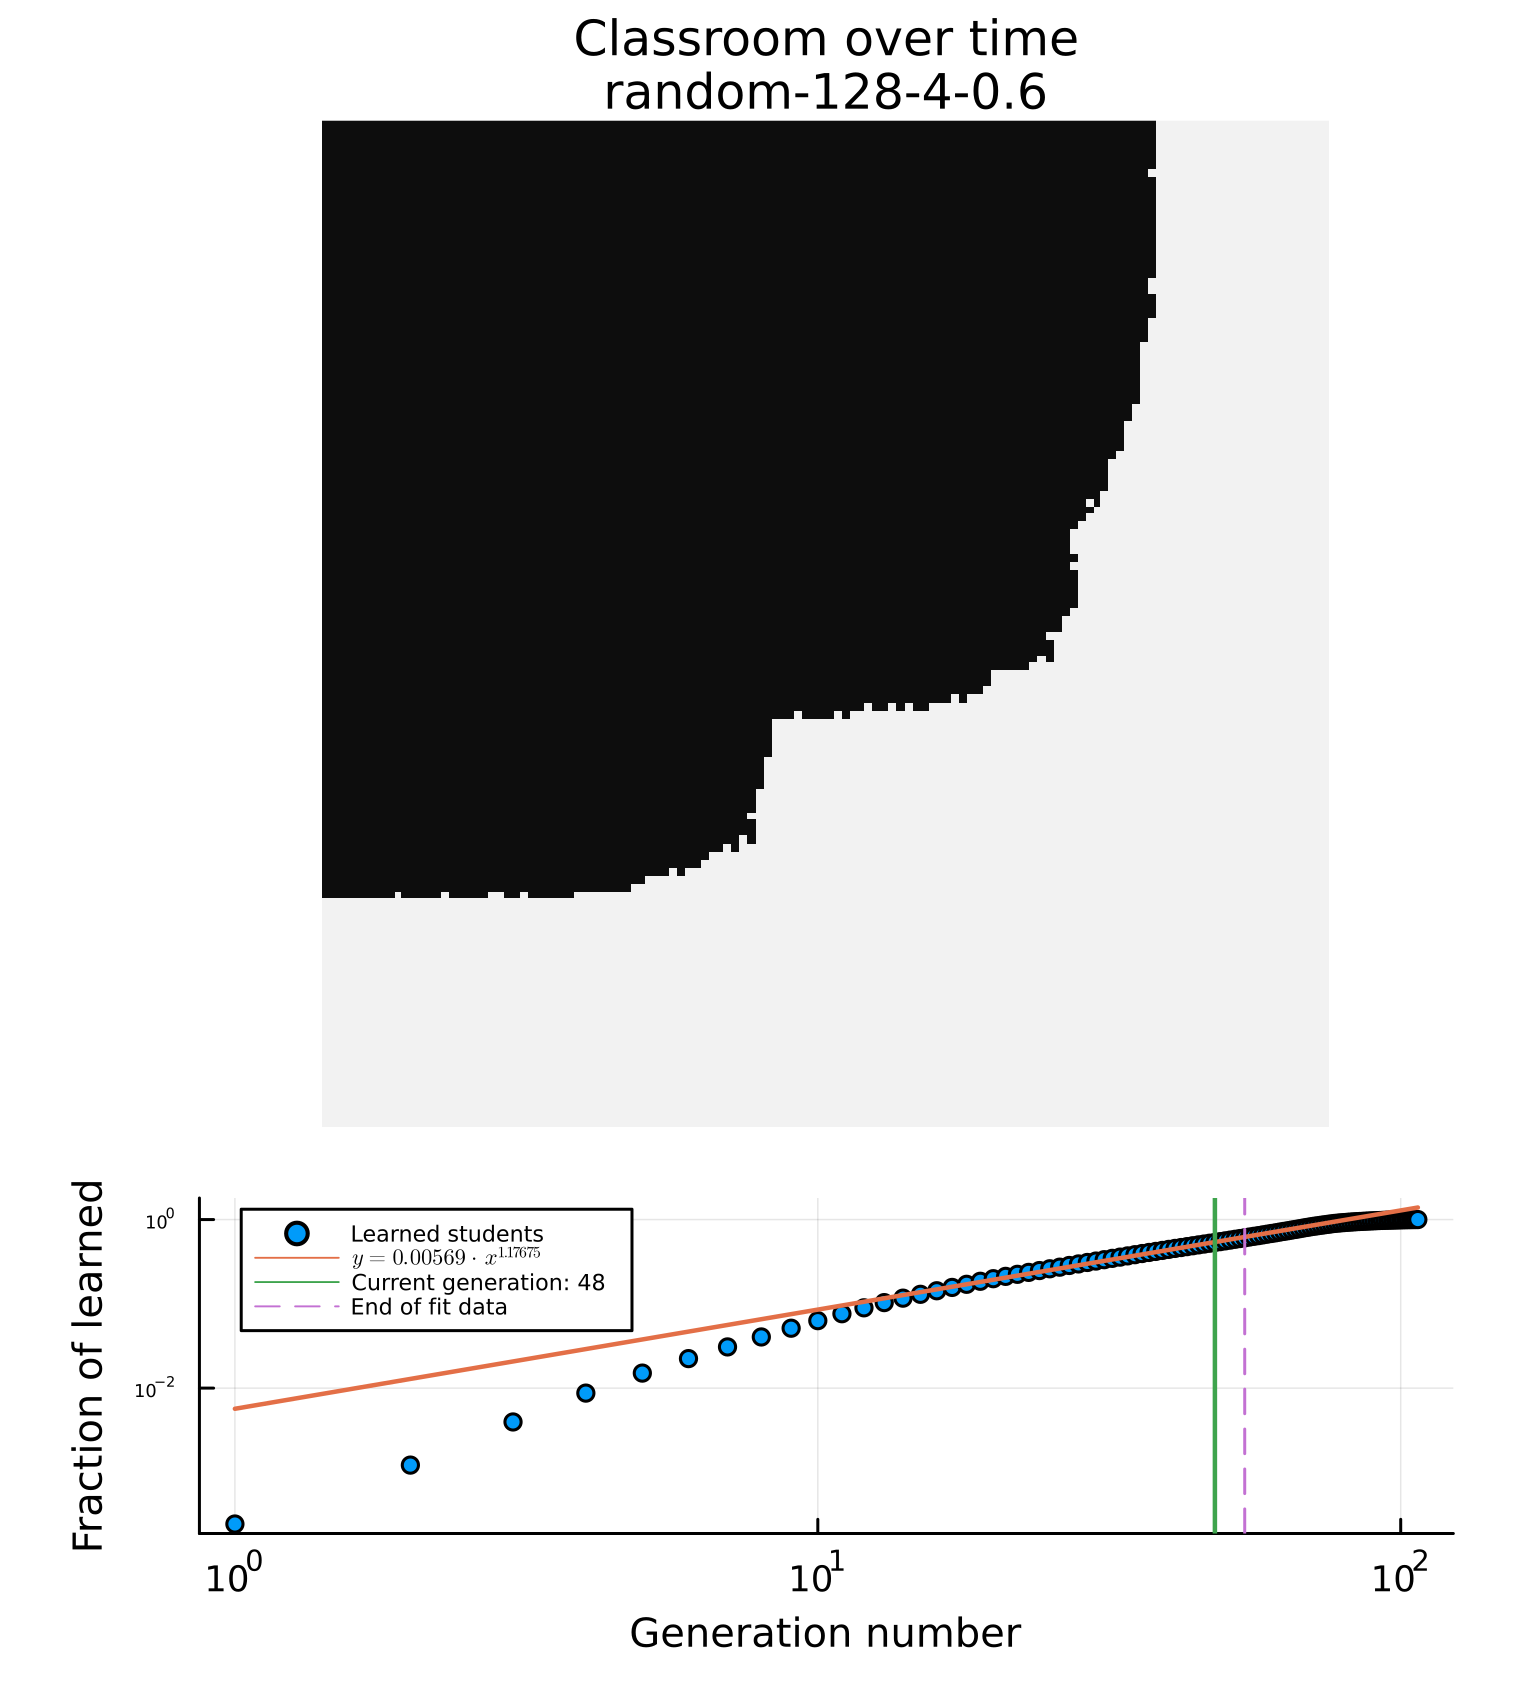 Classroom over time
random-128-4-0.6
Fraction of learned
10^0
10^-2
Learned students
y = 0.00569 · x^1.17675
Current generation: 48
End of fit data
10^0 10^1 10^2
Generation number